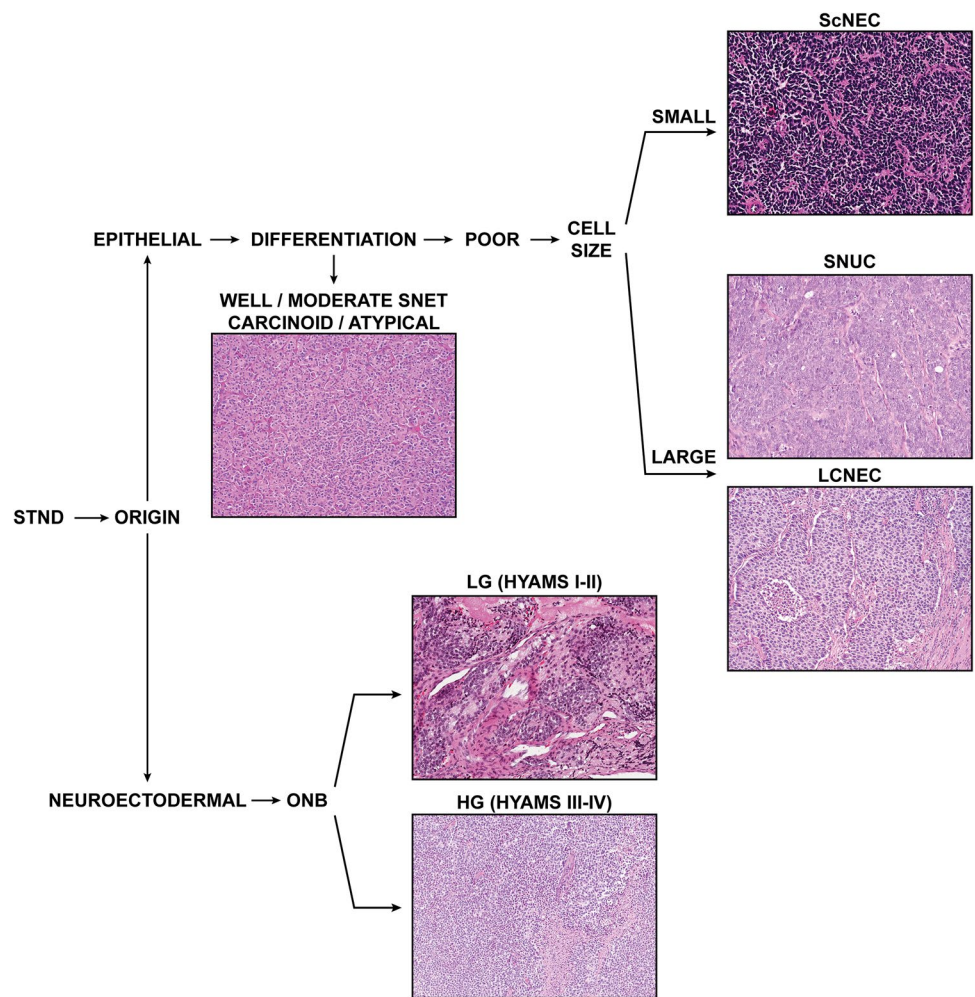 ScNEC
SMALL
EPITHELIAL
DIFFERENTIATION
POOR
CELL
SIZE
SNUC
WELL / MODERATE SNET
CARCINOID / ATYPICAL
LARGE
LCNEC
STND
ORIGIN
LG (HYAMS I-II)
NEUROECTODERMAL
ONB
HG (HYAMS III-IV)